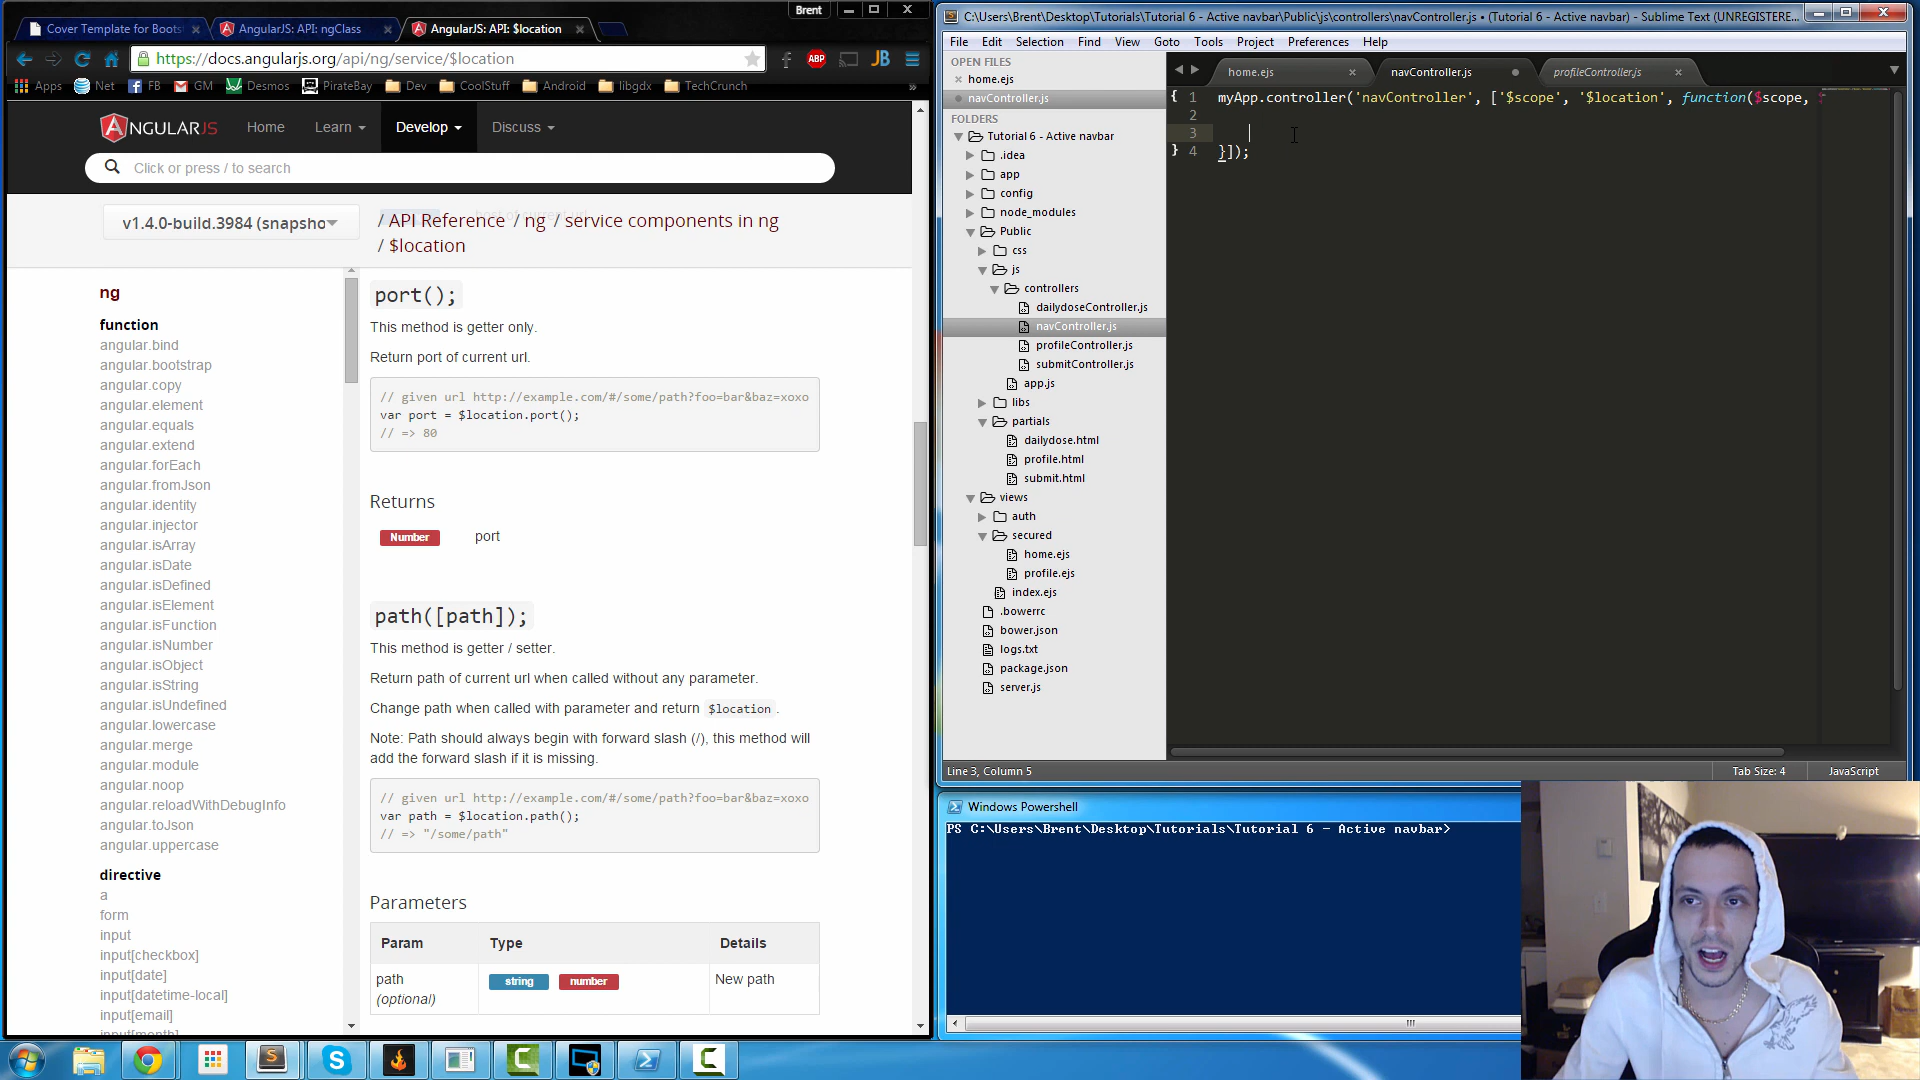 Brent
Cover Template for Boots
AngularJS: API: ngClass
AngularJS: API: $location
https://docs.angularjs.org/api/ng/service/$location
ABP
JB
Apps
Net
FB
GM
Desmos
PirateBay
Dev
CoolStuff
Android
libgdx
TechCrunch
»
ANGULARJS
Home
Learn
Develop
Discuss
Click or press / to search
v1.4.0-build.3984 (snapsho
/ API Reference / ng / service components in ng
/ $location
ng
function
angular.bind
angular.bootstrap
angular.copy
angular.element
angular.equals
angular.extend
angular.forEach
angular.fromJson
angular.identity
angular.injector
angular.isArray
angular.isDate
angular.isDefined
angular.isElement
angular.isFunction
angular.isNumber
angular.isObject
angular.isString
angular.isUndefined
angular.lowercase
angular.merge
angular.module
angular.noop
angular.reloadWithDebugInfo
angular.toJson
angular.uppercase
directive
a
form
input
input[checkbox]
input[date]
input[datetime-local]
input[email]
input[month]
port();
This method is getter only.
Return port of current url.
// given url http://example.com/#/some/path?foo=bar&baz=xoxo
var port = $location.port();
// => 80
Returns
Number
port
path([path]);
This method is getter / setter.
Return path of current url when called without any parameter.
Change path when called with parameter and return $location.
Note: Path should always begin with forward slash (/), this method will
add the forward slash if it is missing.
// given url http://example.com/#/some/path?foo=bar&baz=xoxo
var path = $location.path();
// => "/some/path"
Parameters
Param Type Details
path
(optional)
string number
New path
C:\Users\Brent\Desktop\Tutorials\Tutorial 6 - Active navbar\Public\js\controllers\navController.js • (Tutorial 6 - Active navbar) - Sublime Text (UNREGISTERE...
File Edit Selection Find View Goto Tools Project Preferences Help
OPEN FILES
home.ejs
navController.js
FOLDERS
Tutorial 6 - Active navbar
.idea
app
config
node_modules
Public
css
js
controllers
dailydoseController.js
navController.js
profileController.js
submitController.js
app.js
libs
partials
dailydose.html
profile.html
submit.html
views
auth
secured
home.ejs
profile.ejs
index.ejs
.bowerrc
bower.json
logs.txt
package.json
server.js
home.ejs
navController.js
profileController.js
{ 1 myApp.controller('navController', ['$scope', '$location', function($scope, $
2
3
} 4 }]);
Line 3, Column 5
Tab Size: 4
JavaScript
Windows Powershell
PS C:\Users\Brent\Desktop\Tutorials\Tutorial 6 - Active navbar>